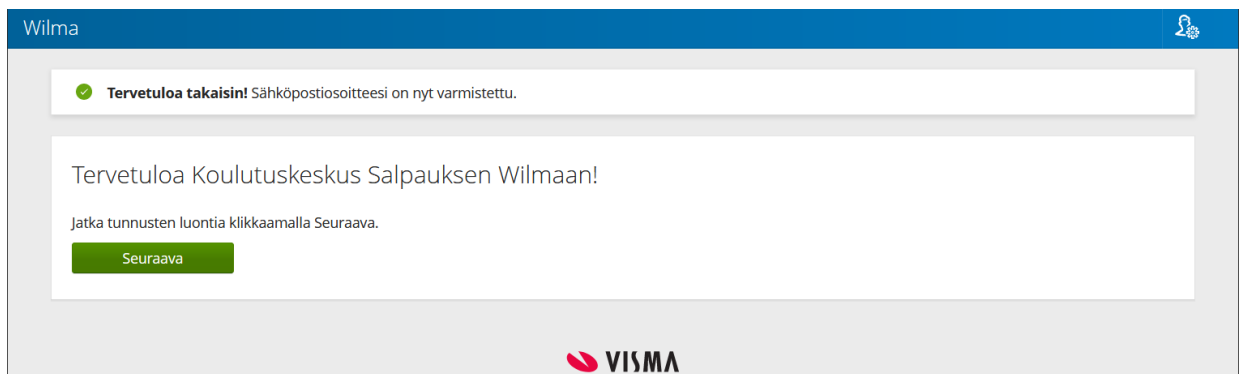 Wilma
Tervetuloa takaisin! Sähköpostiosoitteesi on nyt varmistettu.
Tervetuloa Koulutuskeskus Salpauksen Wilmaan!
Jatka tunnusten luontia klikkaamalla Seuraava.
Seuraava
VISMA